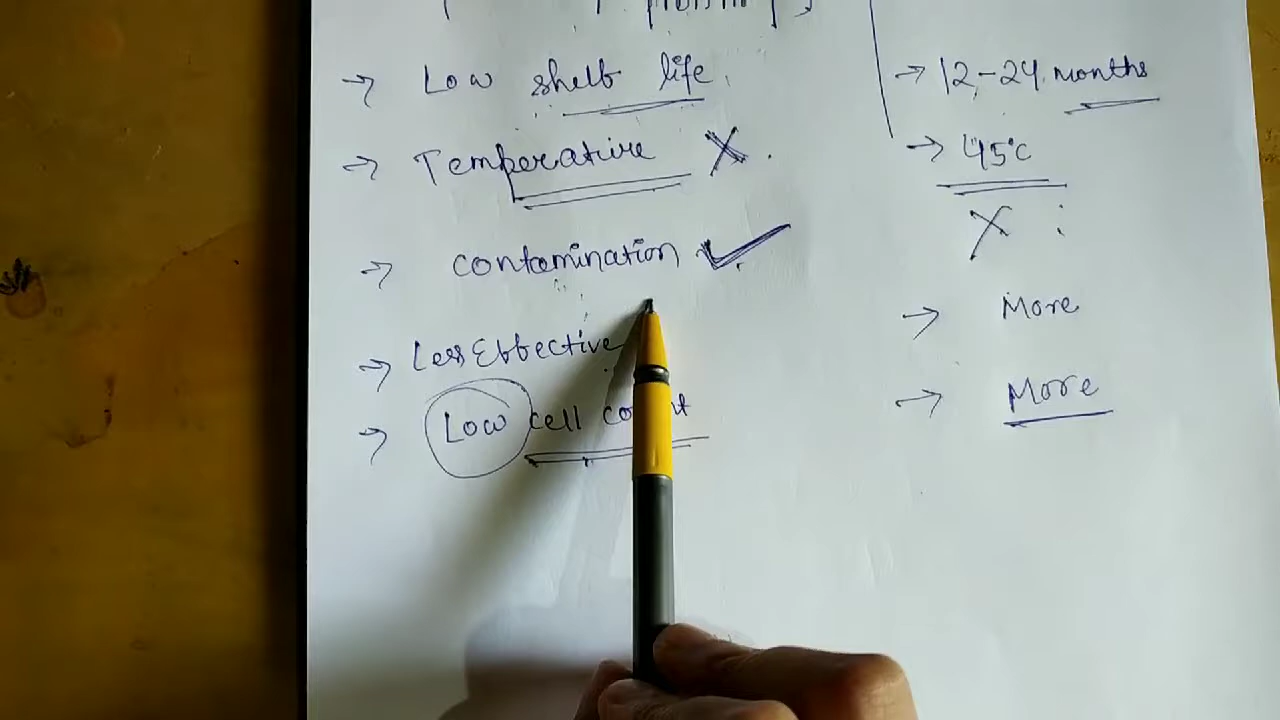 → Low shelf life.
→ Temperature X.
→ contamination ✓
→ Less Effective
→ Low cell
→ 12-24 months
→ 45°c
X :
→ More
→ More